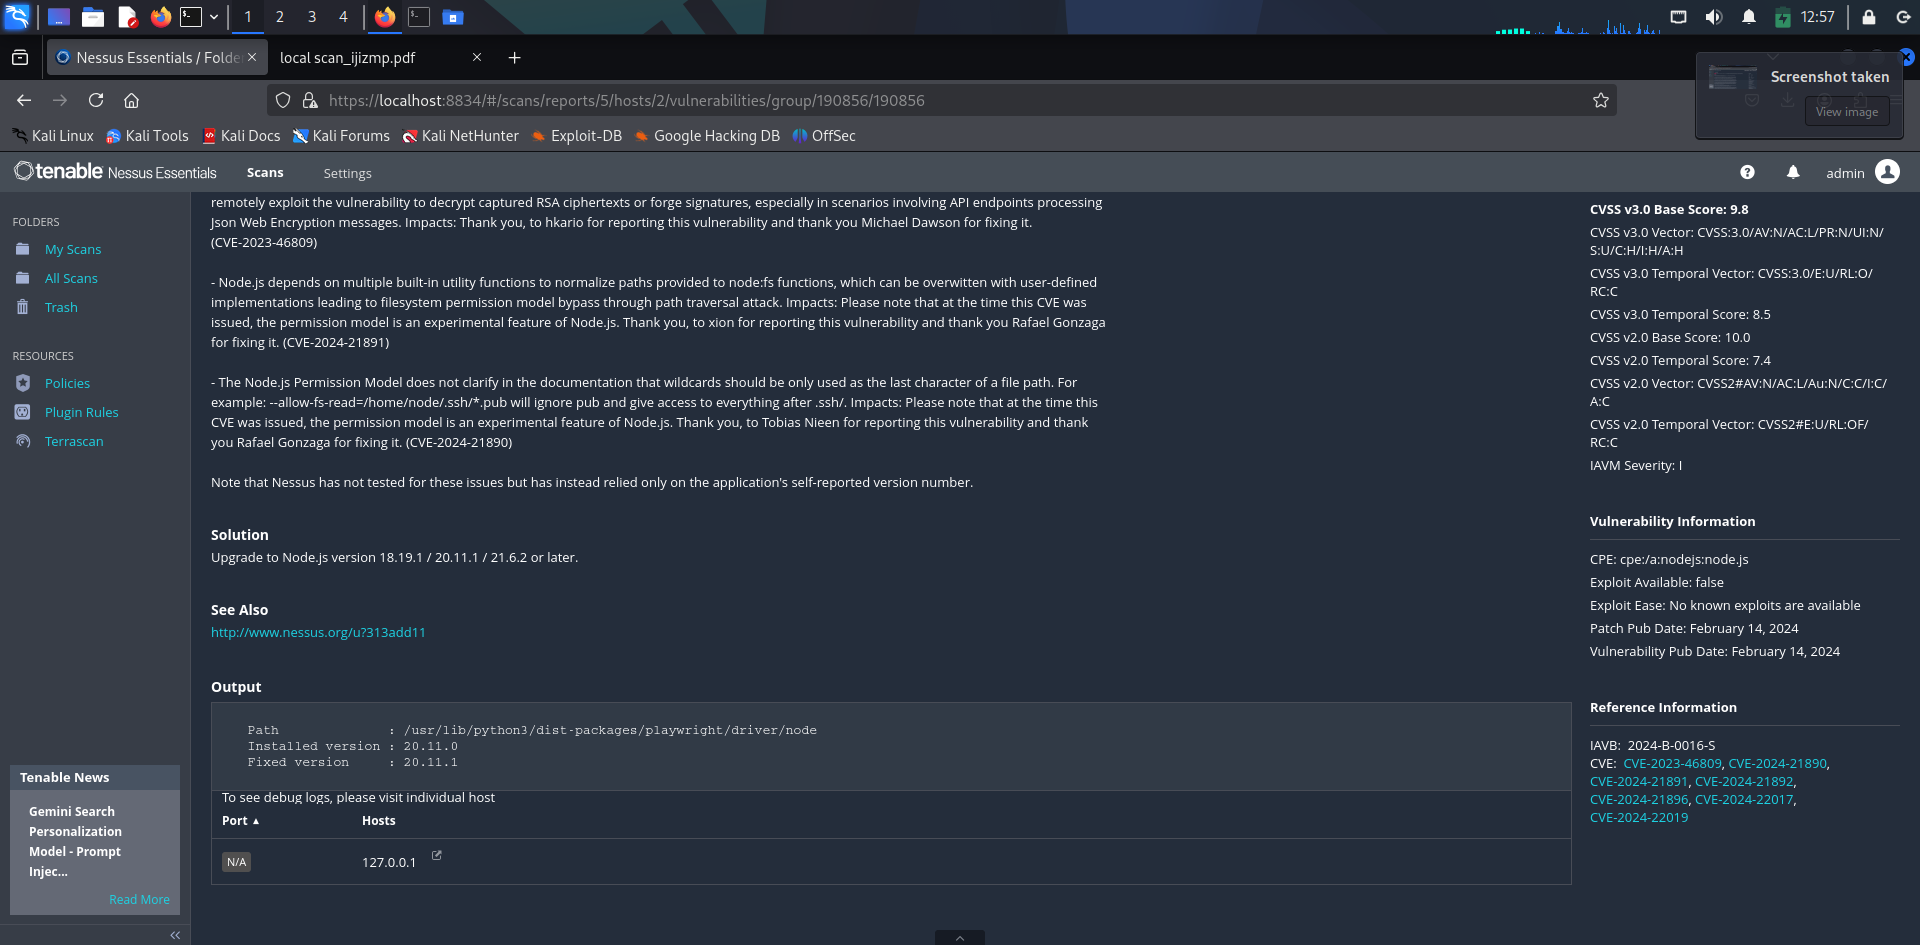 1 2 3 4
12:57
Nessus Essentials / Folde
local scan_ijizmp.pdf
Screenshot taken
View image
https://localhost:8834/#/scans/reports/5/hosts/2/vulnerabilities/group/190856/190856
Kali Linux Kali Tools Kali Docs Kali Forums Kali NetHunter Exploit-DB Google Hacking DB OffSec
tenable Nessus Essentials Scans Settings admin
FOLDERS
My Scans
All Scans
Trash
RESOURCES
Policies
Plugin Rules
Terrascan
Tenable News
Gemini Search
Personalization
Model - Prompt
Injec...
Read More
remotely exploit the vulnerability to decrypt captured RSA ciphertexts or forge signatures, especially in scenarios involving API endpoints processing
Json Web Encryption messages. Impacts: Thank you, to hkario for reporting this vulnerability and thank you Michael Dawson for fixing it.
(CVE-2023-46809)
- Node.js depends on multiple built-in utility functions to normalize paths provided to node:fs functions, which can be overwitten with user-defined
implementations leading to filesystem permission model bypass through path traversal attack. Impacts: Please note that at the time this CVE was
issued, the permission model is an experimental feature of Node.js. Thank you, to xion for reporting this vulnerability and thank you Rafael Gonzaga
for fixing it. (CVE-2024-21891)
- The Node.js Permission Model does not clarify in the documentation that wildcards should be only used as the last character of a file path. For
example: --allow-fs-read=/home/node/.ssh/*.pub will ignore pub and give access to everything after .ssh/. Impacts: Please note that at the time this
CVE was issued, the permission model is an experimental feature of Node.js. Thank you, to Tobias Nieen for reporting this vulnerability and thank
you Rafael Gonzaga for fixing it. (CVE-2024-21890)
Note that Nessus has not tested for these issues but has instead relied only on the application's self-reported version number.
Solution
Upgrade to Node.js version 18.19.1 / 20.11.1 / 21.6.2 or later.
See Also
http://www.nessus.org/u?313add11
Output
Path : /usr/lib/python3/dist-packages/playwright/driver/node
Installed version : 20.11.0
Fixed version : 20.11.1
To see debug logs, please visit individual host
Port Hosts
N/A 127.0.0.1
CVSS v3.0 Base Score: 9.8
CVSS v3.0 Vector: CVSS:3.0/AV:N/AC:L/PR:N/UI:N/
S:U/C:H/I:H/A:H
CVSS v3.0 Temporal Vector: CVSS:3.0/E:U/RL:O/
RC:C
CVSS v3.0 Temporal Score: 8.5
CVSS v2.0 Base Score: 10.0
CVSS v2.0 Temporal Score: 7.4
CVSS v2.0 Vector: CVSS2#AV:N/AC:L/Au:N/C:C/I:C/
A:C
CVSS v2.0 Temporal Vector: CVSS2#E:U/RL:OF/
RC:C
IAVM Severity: I
Vulnerability Information
CPE: cpe:/a:nodejs:node.js
Exploit Available: false
Exploit Ease: No known exploits are available
Patch Pub Date: February 14, 2024
Vulnerability Pub Date: February 14, 2024
Reference Information
IAVB: 2024-B-0016-S
CVE: CVE-2023-46809, CVE-2024-21890,
CVE-2024-21891, CVE-2024-21892,
CVE-2024-21896, CVE-2024-22017,
CVE-2024-22019